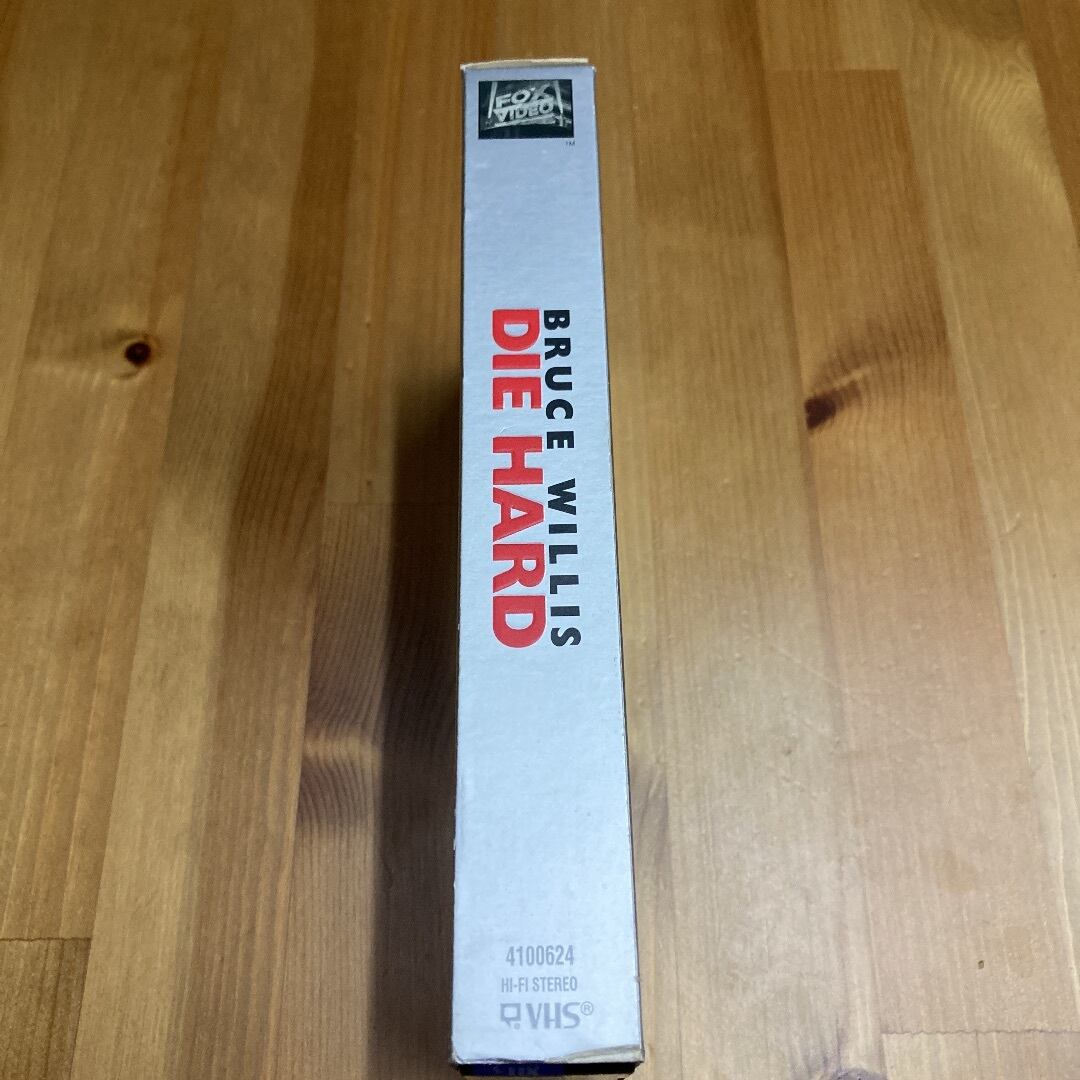 FOX
VIDEO
TM
BRUCE WILLIS
DIE HARD
4100624
HI-FI STEREO
VHS®